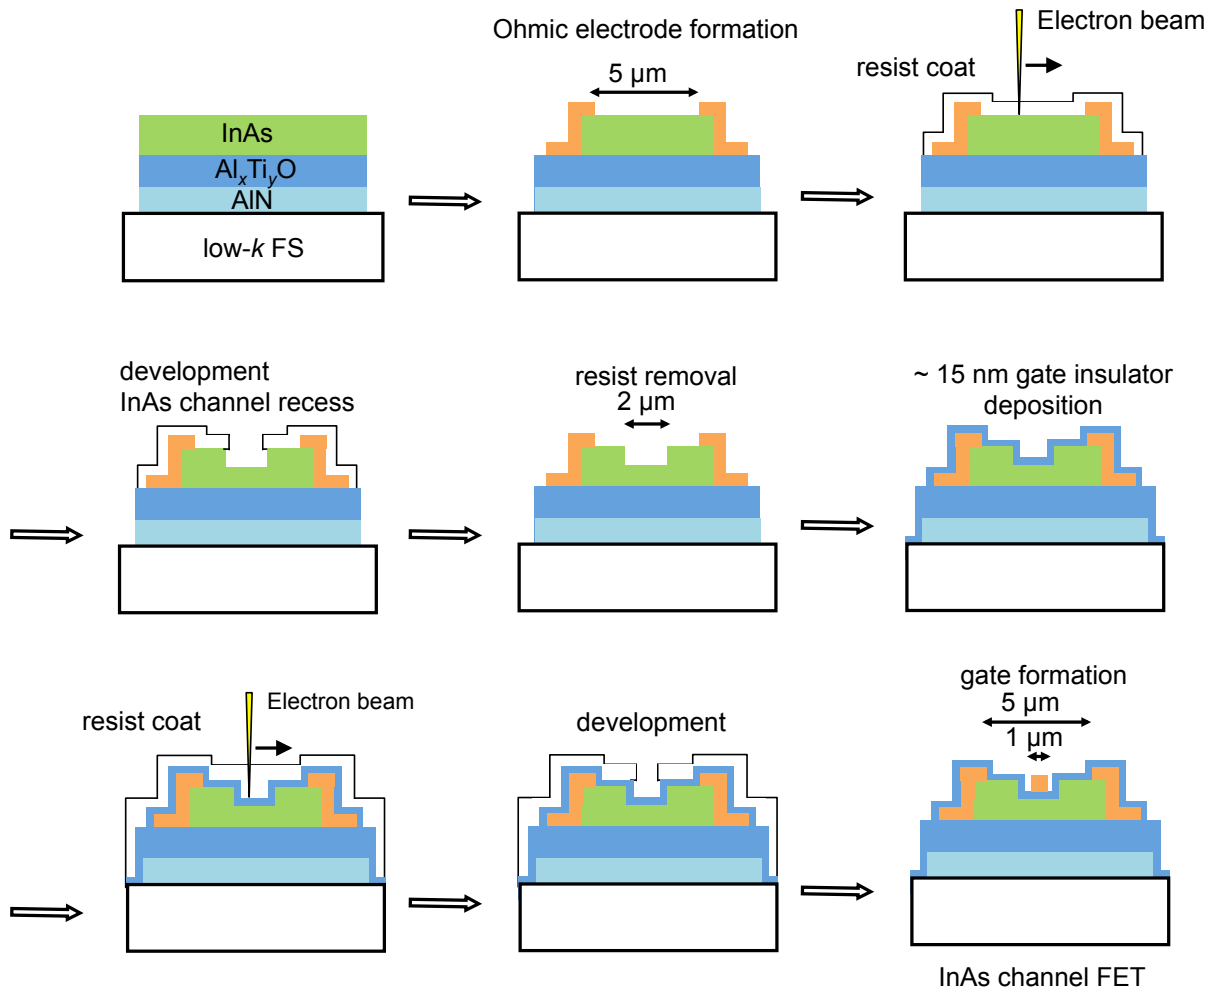 InAs
AlxTiyO
AlN
low-k FS
Ohmic electrode formation
5 µm
Electron beam
resist coat
development
InAs channel recess
resist removal
2 µm
~ 15 nm gate insulator
deposition
resist coat
Electron beam
development
gate formation
5 µm
1 µm
InAs channel FET